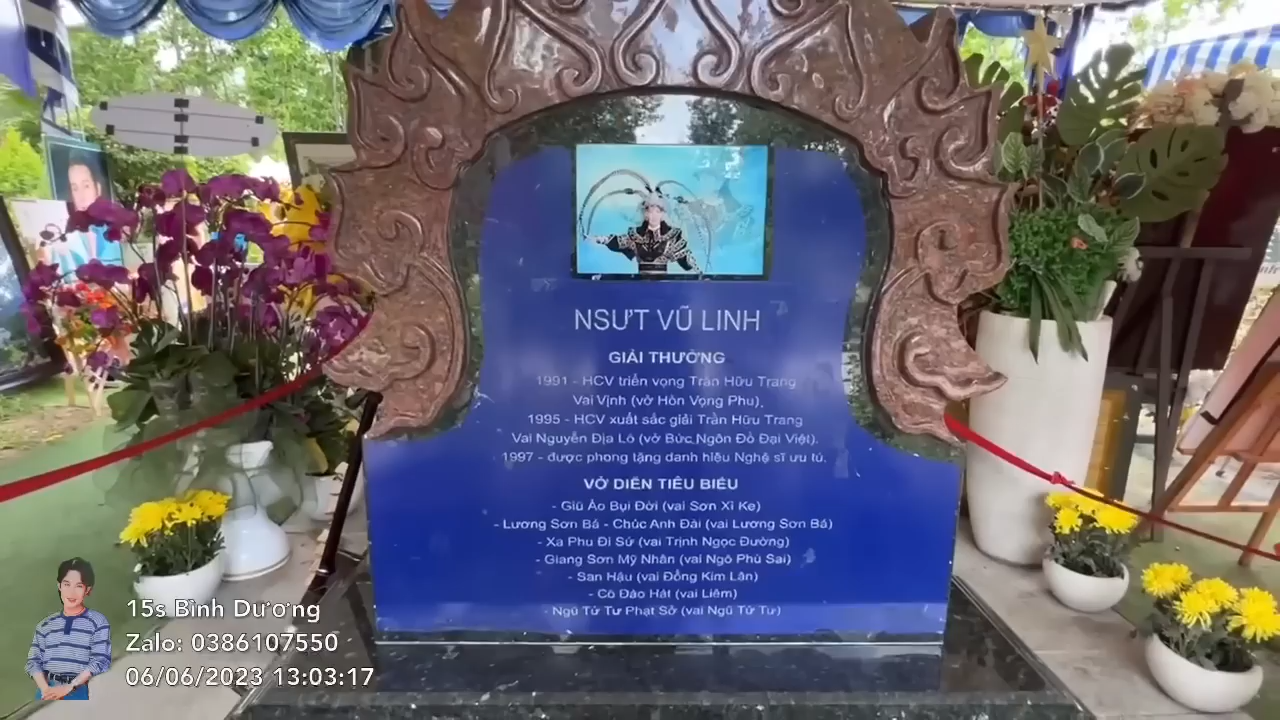 NSƯT VŨ LINH
GIẢI THƯỞNG
1991 - HCV triển vọng Trần Hữu Trang
Vai Vịnh (vở Hòn Vọng Phu).
1995 - HCV xuất sắc giải Trần Hữu Trang
Vai Nguyễn Địa Lô (vở Bức Ngôn Đồ Đại Việt).
1997 - được phong tặng danh hiệu Nghệ sĩ ưu tú.
VỞ DIỄN TIÊU BIỂU
- Giũ Áo Bụi Đời (vai Sơn Xì Ke)
- Lương Sơn Bá - Chúc Anh Đài (vai Lương Sơn Bá)
- Xa Phu Đi Sứ (vai Trịnh Ngọc Đường)
- Giang Sơn Mỹ Nhân (vai Ngô Phù Sai)
- San Hậu (vai Đổng Kim Lân)
- Cô Đào Hát (vai Liêm)
- Ngũ Tử Tư Phạt Sở (vai Ngũ Tử Tư)
15s Bình Dương
Zalo: 0386107550
06/06/2023 13:03:17